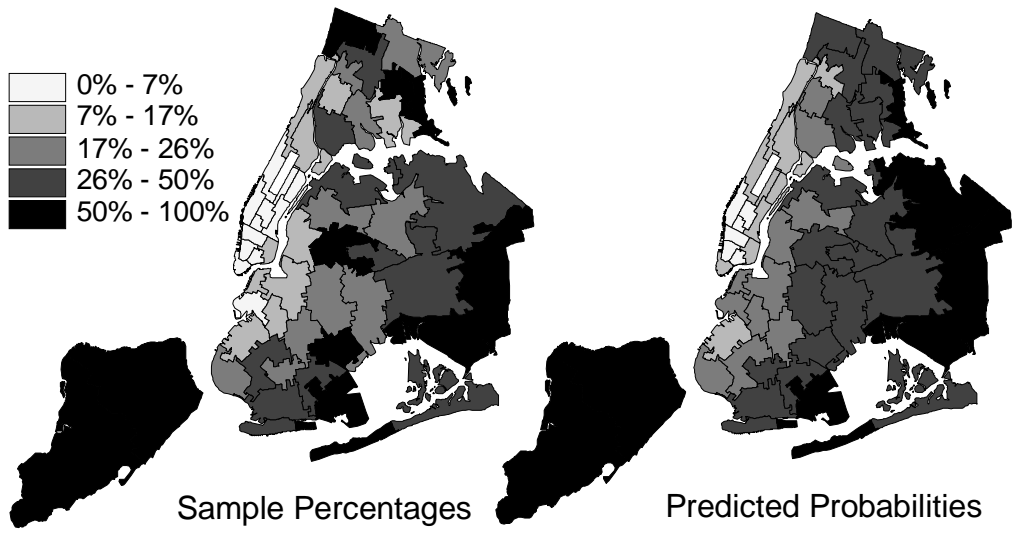 0% - 7%
7% - 17%
17% - 26%
26% - 50%
50% - 100%
Sample Percentages
Predicted Probabilities